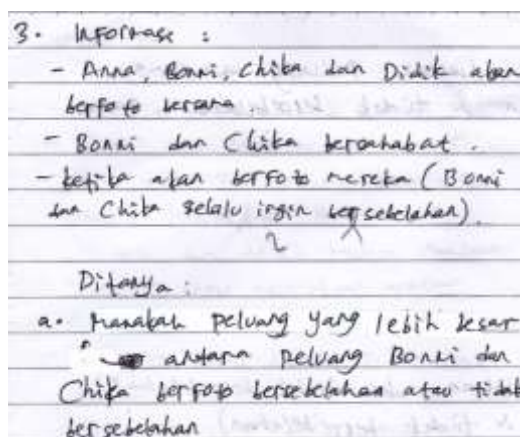 3. Informasi :
- Anna, Bonni, Chika dan Didik akan
berfoto bersama.
- Bonni dan Chika bersahabat.
- ketika akan berfoto mereka (Bonni
dan Chika selalu ingin bersebelahan)
Ditanya :
a. Manakah peluang yang lebih besar
antara peluang Bonni dan
Chika berfoto bersebelahan atau tidak
bersebelahan